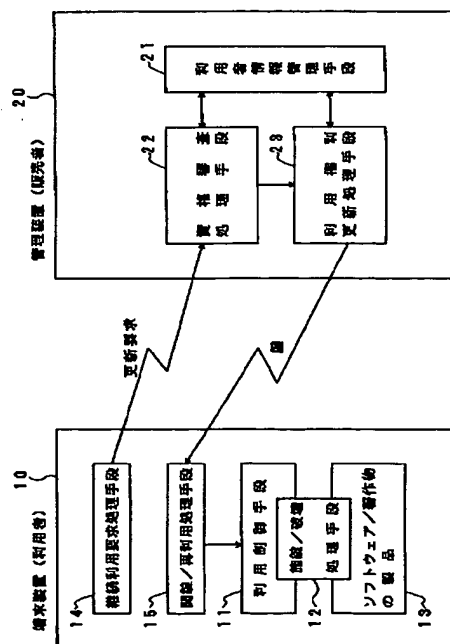 端末装置（利用者）
10
14
継続利用要求処理手段
15
開錠／再利用処理手段
11
利用制御手段
施錠／破壊
処理手段
12
ソフトウェア／著作物
の製品
13
更新要求
鍵
管理装置（販売者）
20
22
資格審査
処理手段
21
利用者情報管理手段
23
利用権利
更新処理手段